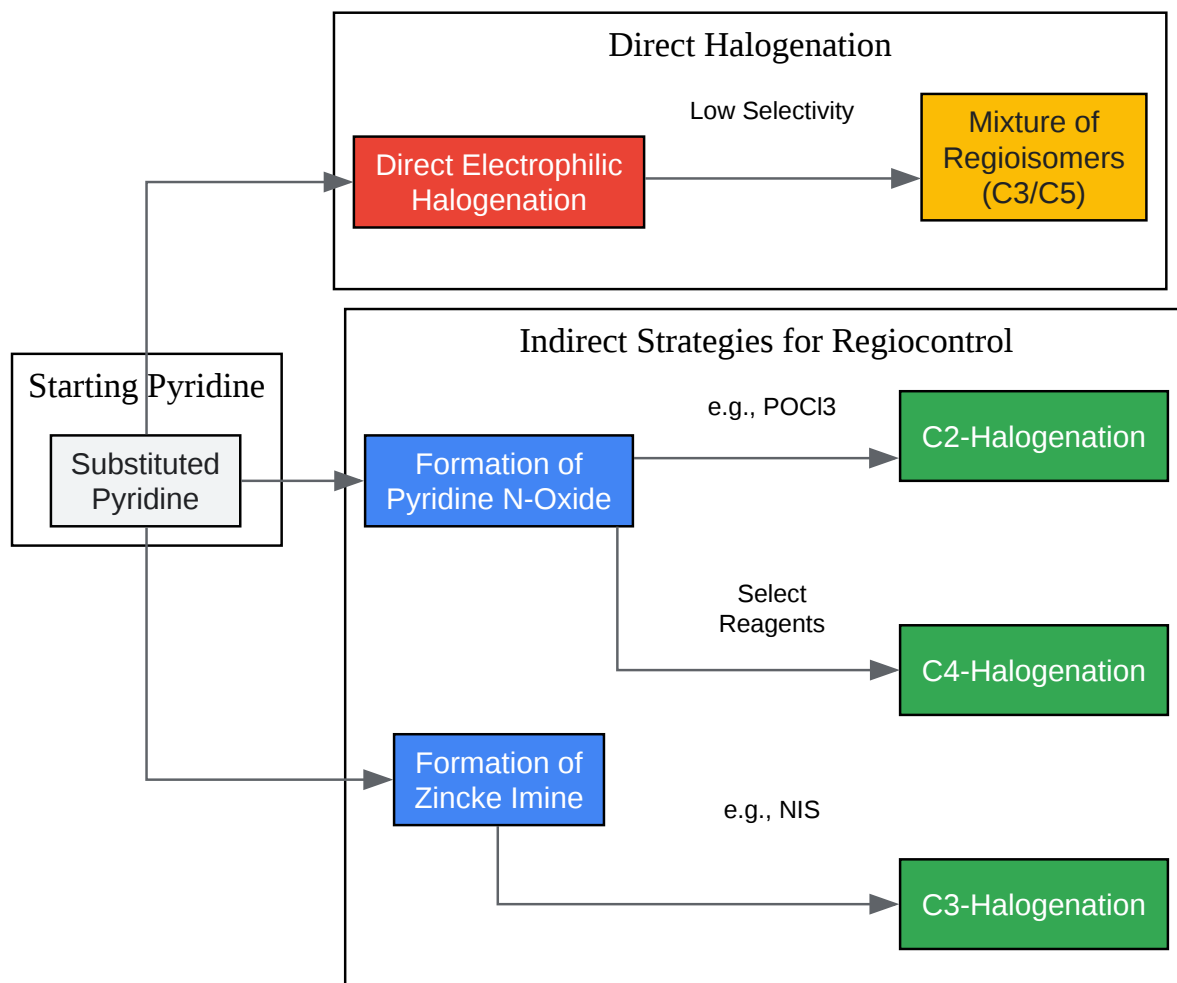 Direct Halogenation
Low Selectivity
Direct Electrophilic
Halogenation
Mixture of
Regioisomers
(C3/C5)
Starting Pyridine
Substituted
Pyridine
Indirect Strategies for Regiocontrol
e.g., POCl3
Formation of
Pyridine N-Oxide
C2-Halogenation
Select
Reagents
C4-Halogenation
Formation of
Zincke Imine
e.g., NIS
C3-Halogenation